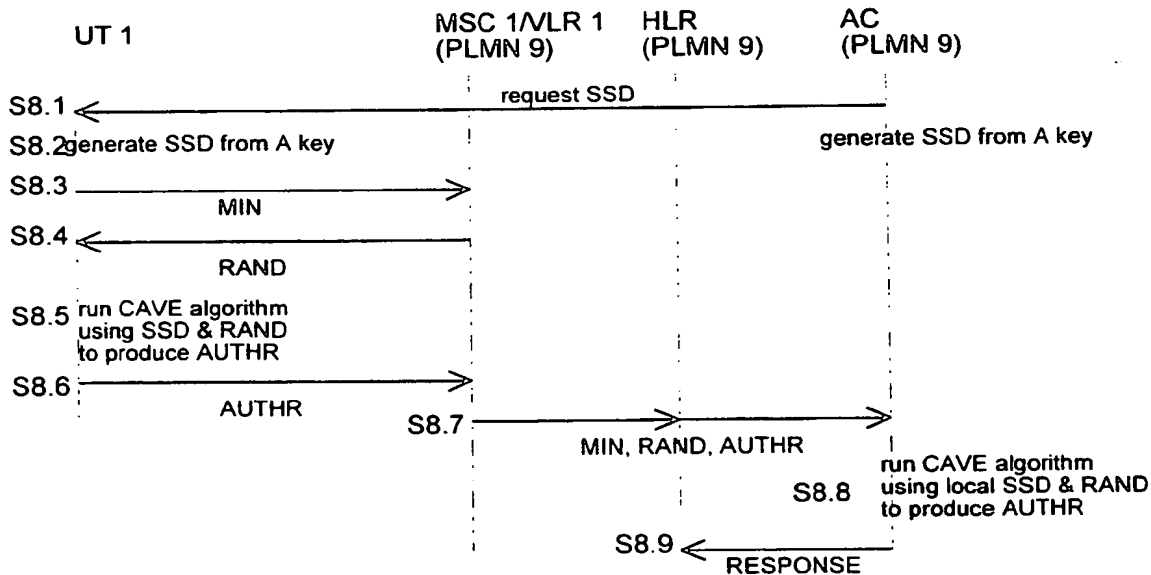 UT 1
MSC 1/VLR 1
(PLMN 9)
HLR
(PLMN 9)
AC
(PLMN 9)
S8.1
request SSD
S8.2
generate SSD from A key
generate SSD from A key
S8.3
MIN
S8.4
RAND
S8.5
run CAVE algorithm
using SSD & RAND
to produce AUTHR
S8.6
AUTHR
S8.7
MIN, RAND, AUTHR
S8.8
run CAVE algorithm
using local SSD & RAND
to produce AUTHR
S8.9
RESPONSE